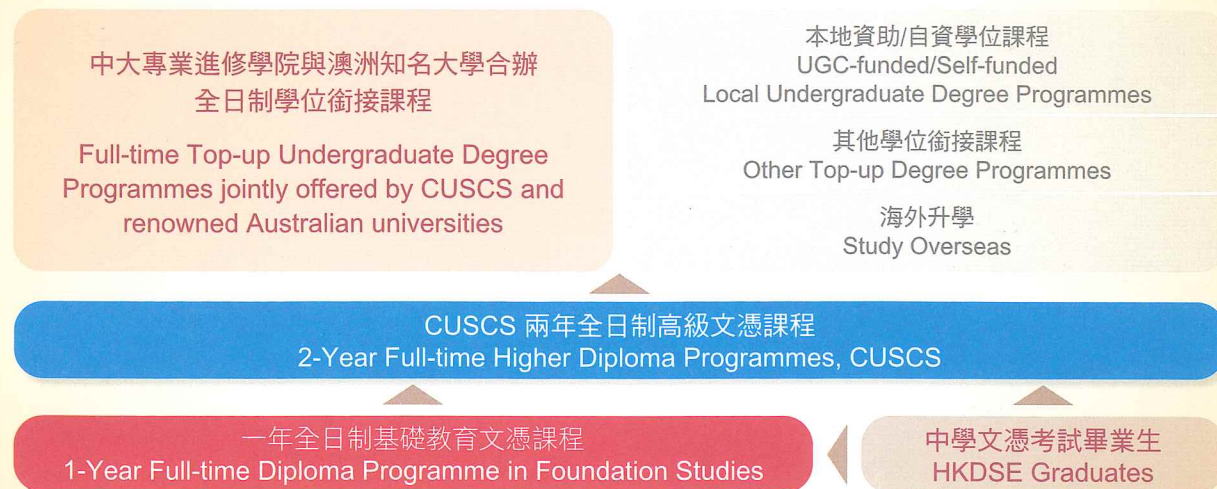 中大專業進修學院與澳洲知名大學合辦
全日制學位銜接課程
Full-time Top-up Undergraduate Degree
Programmes jointly offered by CUSCS and
renowned Australian universities
本地資助/自資學位課程
UGC-funded/Self-funded
Local Undergraduate Degree Programmes
其他學位銜接課程
Other Top-up Degree Programmes
海外升學
Study Overseas
CUSCS 兩年全日制高級文憑課程
2-Year Full-time Higher Diploma Programmes, CUSCS
一年全日制基礎教育文憑課程
1-Year Full-time Diploma Programme in Foundation Studies
中學文憑考試畢業生
HKDSE Graduates